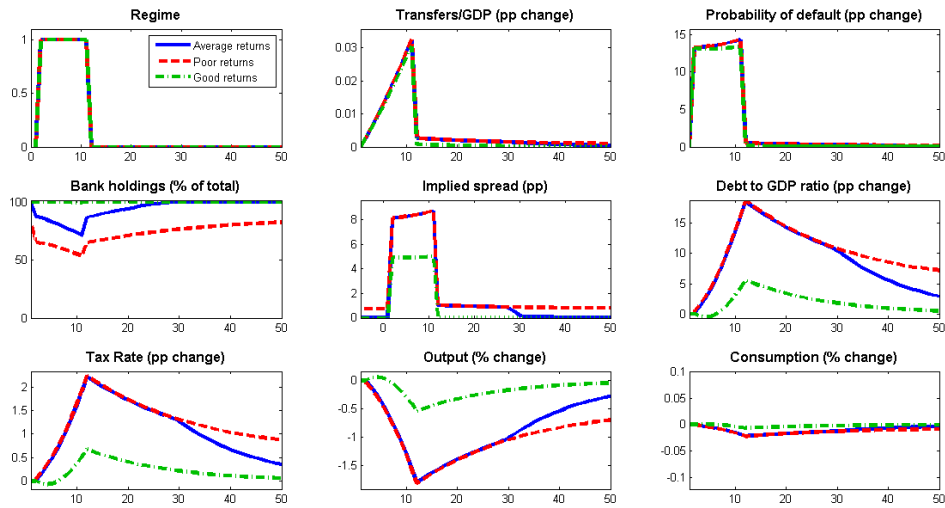 Regime
1
0.5
0
0 10 20 30 40 50
Average returns
Poor returns
Good returns
Transfers/GDP (pp change)
0.03
0.02
0.01
0
10 20 30 40 50
Probability of default (pp change)
15
10
5
0
10 20 30 40 50
Bank holdings (% of total)
100
50
0
10 20 30 40 50
Implied spread (pp)
8
6
4
2
0
0 10 20 30 40 50
Debt to GDP ratio (pp change)
15
10
5
0
10 20 30 40 50
Tax Rate (pp change)
2
1.5
1
0.5
0
0 10 20 30 40 50
Output (% change)
0
-0.5
-1
-1.5
10 20 30 40 50
Consumption (% change)
0.1
0.05
0
-0.05
-0.1
10 20 30 40 50